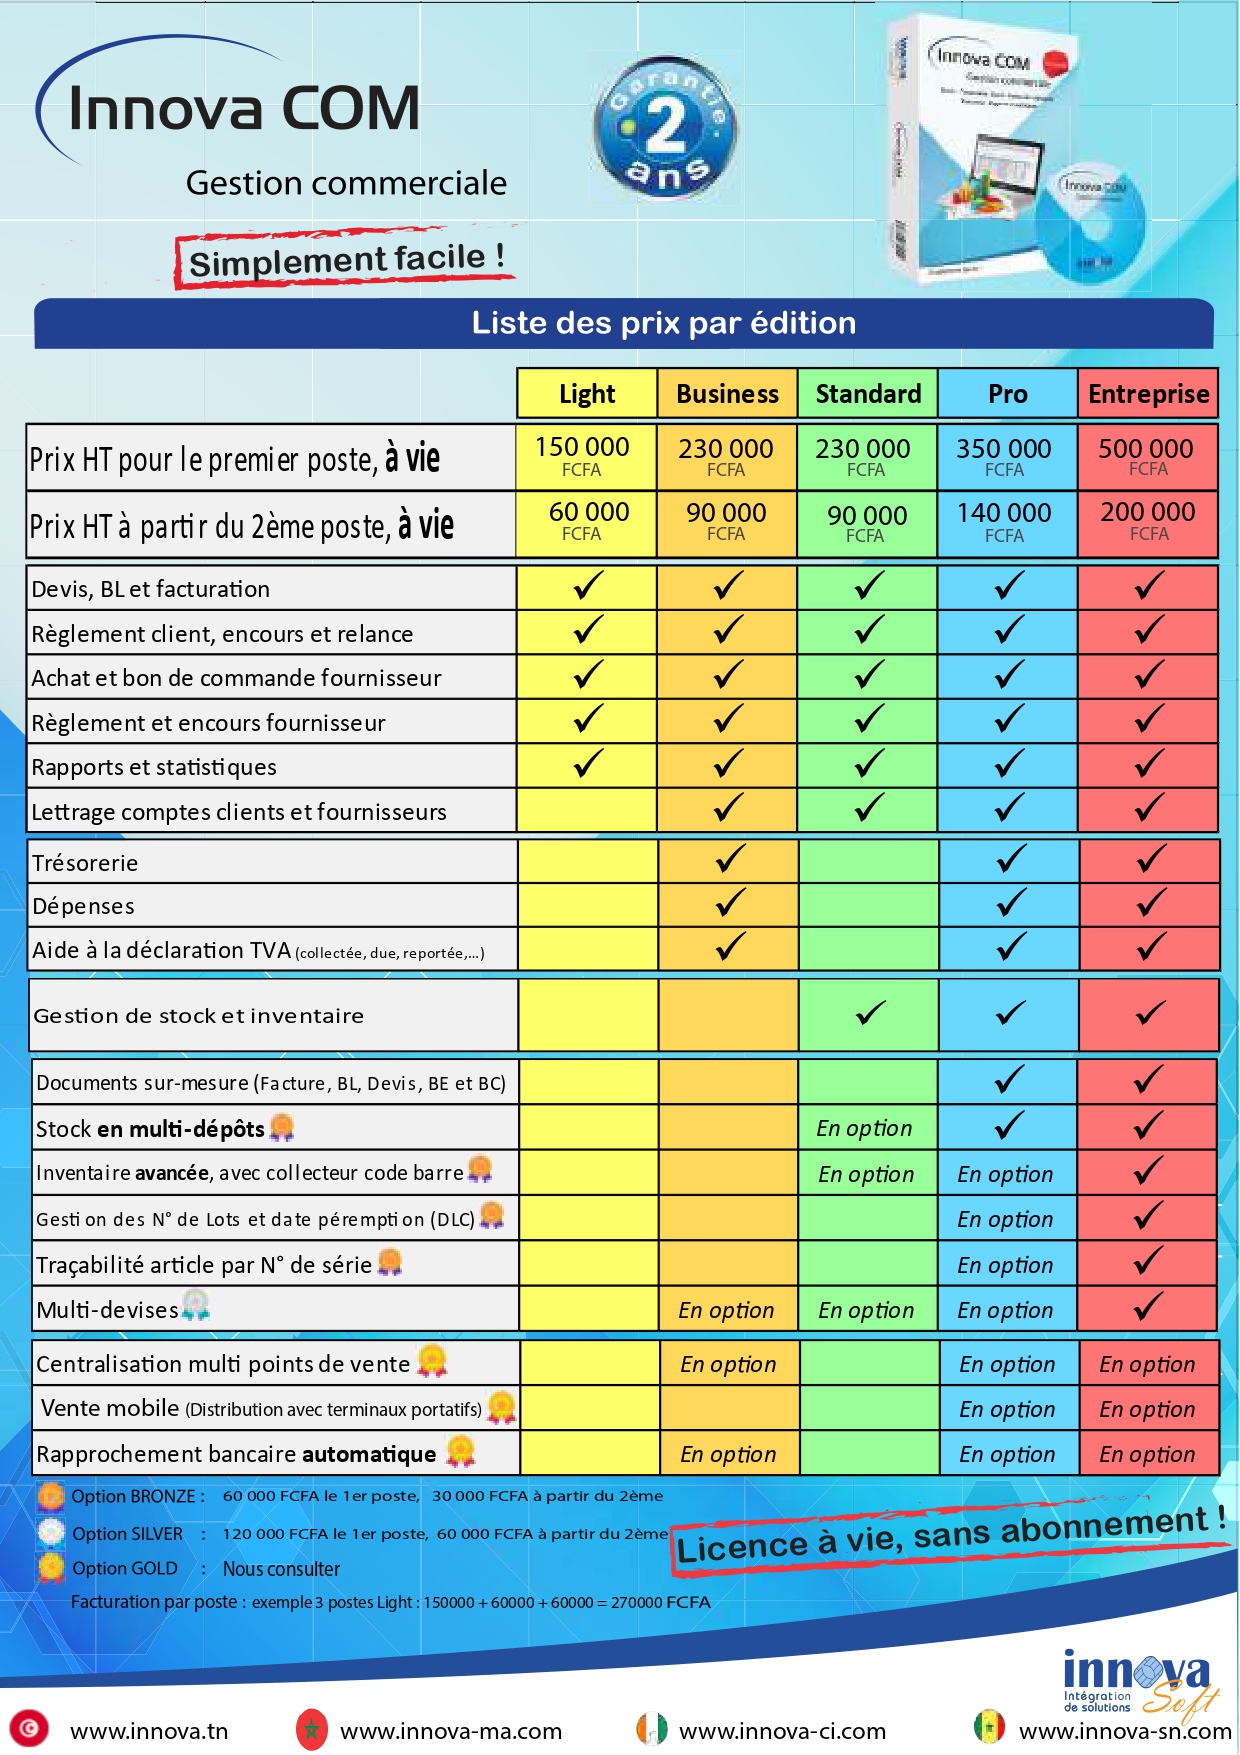 Innova COM
Gestion commerciale
Simplement facile !
Garantie
2
ans
Innova COM
Gestion commerciale
Innova COM
Liste des prix par édition
Light Business Standard Pro Entreprise
Prix HT pour le premier poste, à vie 150 000 FCFA 230 000 FCFA 230 000 FCFA 350 000 FCFA 500 000 FCFA
Prix HT à partir du 2ème poste, à vie 60 000 FCFA 90 000 FCFA 90 000 FCFA 140 000 FCFA 200 000 FCFA
Devis, BL et facturation ✓ ✓ ✓ ✓ ✓
Règlement client, encours et relance ✓ ✓ ✓ ✓ ✓
Achat et bon de commande fournisseur ✓ ✓ ✓ ✓ ✓
Règlement et encours fournisseur ✓ ✓ ✓ ✓ ✓
Rapports et statistiques ✓ ✓ ✓ ✓ ✓
Lettrage comptes clients et fournisseurs ✓ ✓ ✓ ✓
Trésorerie ✓ ✓ ✓
Dépenses ✓ ✓ ✓
Aide à la déclaration TVA (collectée, due, reportée,...) ✓ ✓ ✓
Gestion de stock et inventaire ✓ ✓ ✓
Documents sur-mesure (Facture, BL, Devis, BE et BC) ✓ ✓
Stock en multi-dépôts En option ✓ ✓
Inventaire avancée, avec collecteur code barre En option En option ✓
Gestion des N° de Lots et date péremption (DLC) En option ✓
Traçabilité article par N° de série En option ✓
Multi-devises En option En option En option ✓
Centralisation multi points de vente En option En option En option
Vente mobile (Distribution avec terminaux portatifs) En option En option
Rapprochement bancaire automatique En option En option En option
Option BRONZE : 60 000 FCFA le 1er poste, 30 000 FCFA à partir du 2ème
Option SILVER : 120 000 FCFA le 1er poste, 60 000 FCFA à partir du 2ème
Option GOLD : Nous consulter
Facturation par poste : exemple 3 postes Light : 150000 + 60000 + 60000 = 270000 FCFA
Licence à vie, sans abonnement !
innova
Intégration
de solutions
Soft
www.innova.tn www.innova-ma.com www.innova-ci.com www.innova-sn.com